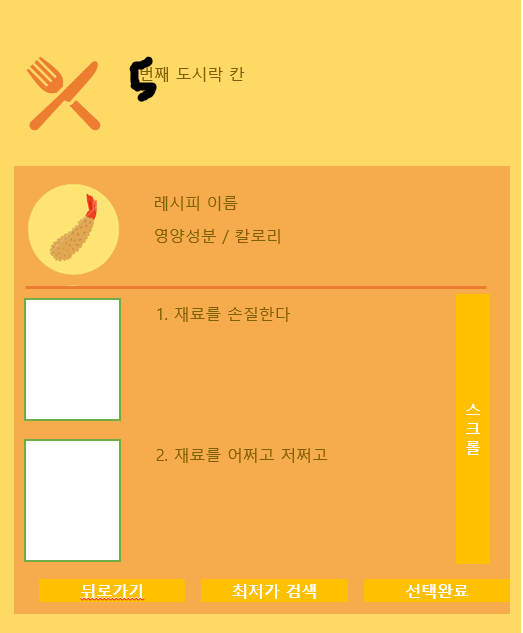 5번째 도시락 칸
레시피 이름
영양성분 / 칼로리
1. 재료를 손질한다
2. 재료를 어쩌고 저쩌고
스크롤
뒤로가기
최저가 검색
선택완료